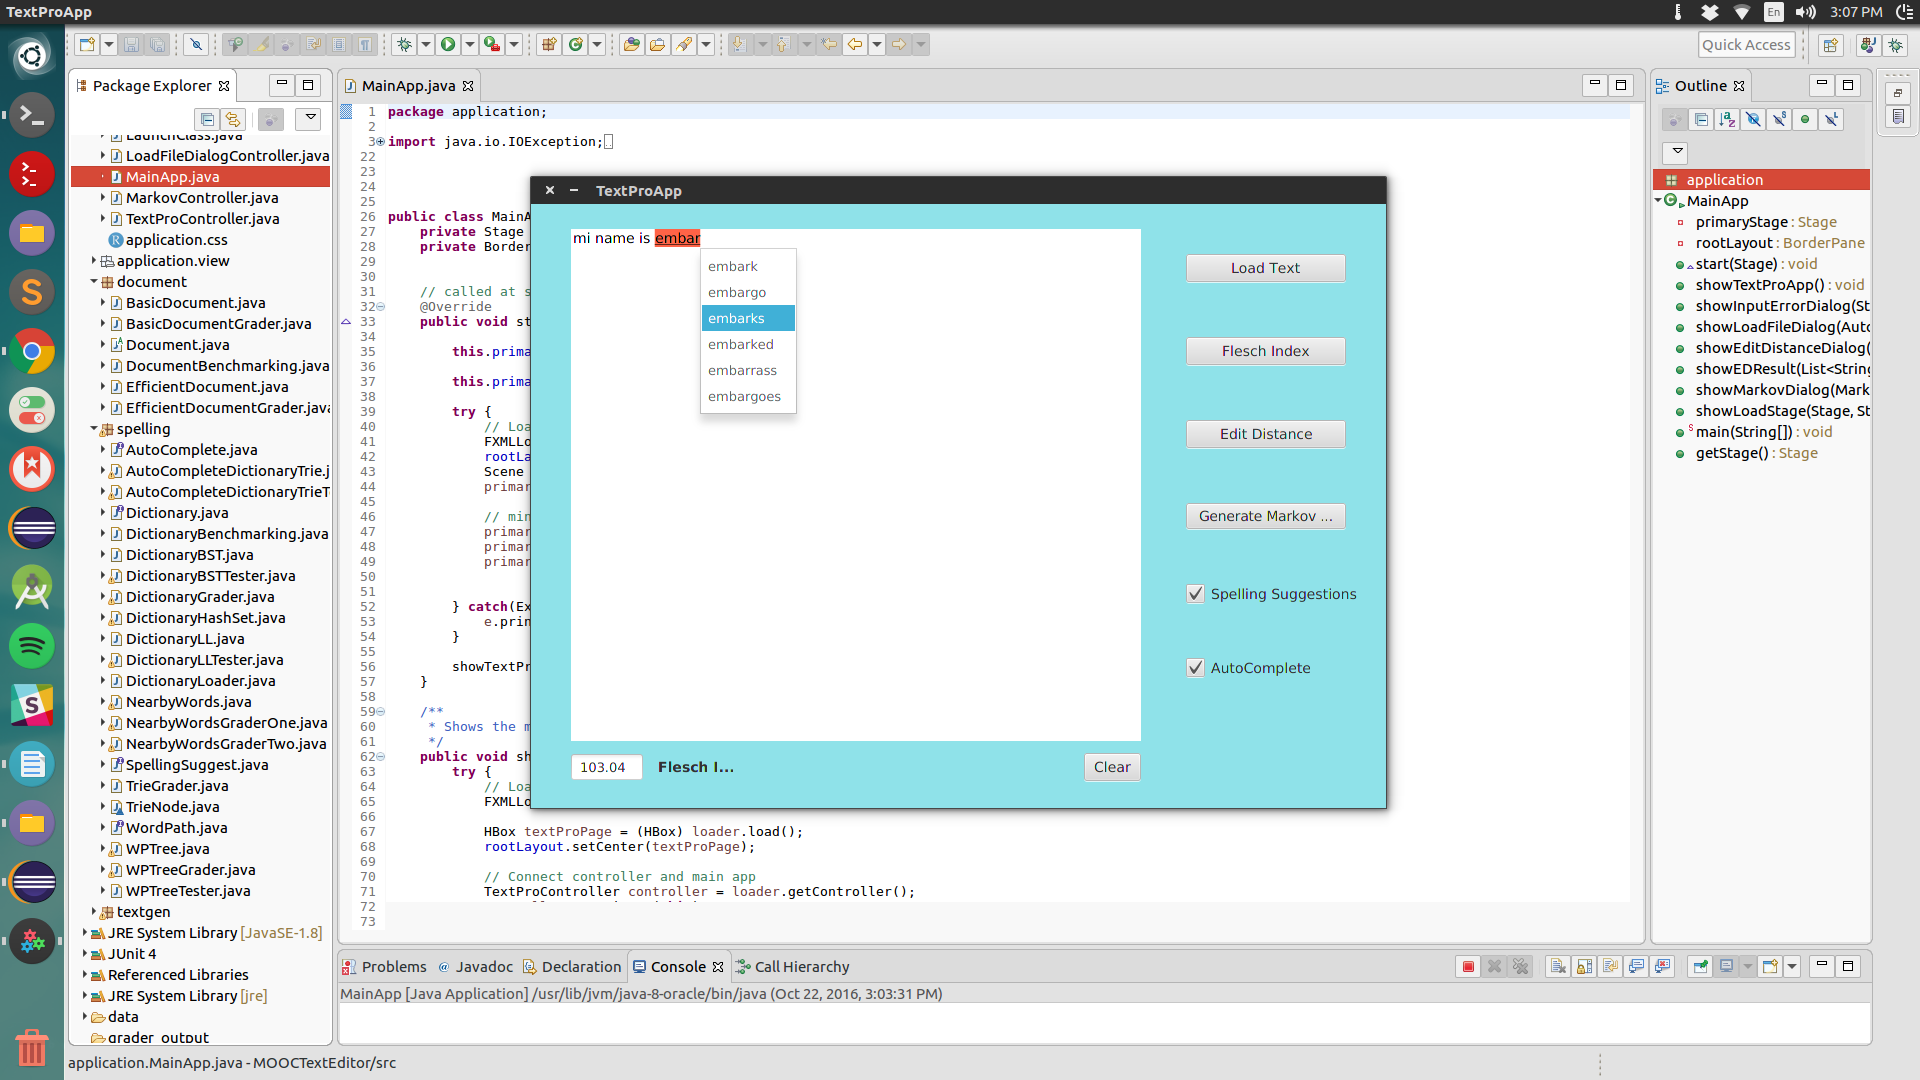 TextProApp
En
3:07 PM
Quick Access
Package Explorer
LaunchClass.java
LoadFileDialogController.java
MainApp.java
MarkovController.java
TextProController.java
application.css
application.view
document
BasicDocument.java
BasicDocumentGrader.java
Document.java
DocumentBenchmarking.java
EfficientDocument.java
EfficientDocumentGrader.java
spelling
AutoComplete.java
AutoCompleteDictionaryTrie.j
AutoCompleteDictionaryTrieT
Dictionary.java
DictionaryBenchmarking.java
DictionaryBST.java
DictionaryBSTTester.java
DictionaryGrader.java
DictionaryHashSet.java
DictionaryLL.java
DictionaryLLTester.java
DictionaryLoader.java
NearbyWords.java
NearbyWordsGraderOne.java
NearbyWordsGraderTwo.java
SpellingSuggest.java
TrieGrader.java
TrieNode.java
WordPath.java
WPTree.java
WPTreeGrader.java
WPTreeTester.java
textgen
JRE System Library [JavaSE-1.8]
JUnit 4
Referenced Libraries
JRE System Library [jre]
data
grader_output
MainApp.java
1 package application;
2
3 import java.io.IOException;
22
23
24
25
26 public class MainA
27 private Stage
28 private Border
29
30
31 // called at s
32 @Override
33 public void st
34
35 this.prima
36
37 this.prima
38
39 try {
40 // Loa
41 FXMLLo
42 rootLa
43 Scene
44 primar
45
46 // min
47 primar
48 primar
49 primar
50
51
52 } catch(Ex
53 e.prin
54 }
55
56 showTextPr
57 }
58
59 /**
60 * Shows the m
61 */
62 public void sh
63 try {
64 // Loa
65 FXMLLo
66
67 HBox textProPage = (HBox) loader.load();
68 rootLayout.setCenter(textProPage);
69
70 // Connect controller and main app
71 TextProController controller = loader.getController();
72
73
TextProApp
mi name is embar
embark
embargo
embarks
embarked
embarrass
embargoes
Load Text
Flesch Index
Edit Distance
Generate Markov ...
Spelling Suggestions
AutoComplete
103.04 Flesch I...
Clear
Outline
application
MainApp
primaryStage : Stage
rootLayout : BorderPane
start(Stage) : void
showTextProApp() : void
showInputErrorDialog(St
showLoadFileDialog(Auto
showEditDistanceDialog(
showEDResult(List<String
showMarkovDialog(Mark
showLoadStage(Stage, St
main(String[]) : void
getStage() : Stage
Problems @ Javadoc Declaration Console Call Hierarchy
MainApp [Java Application] /usr/lib/jvm/java-8-oracle/bin/java (Oct 22, 2016, 3:03:31 PM)
application.MainApp.java - MOOCTextEditor/src